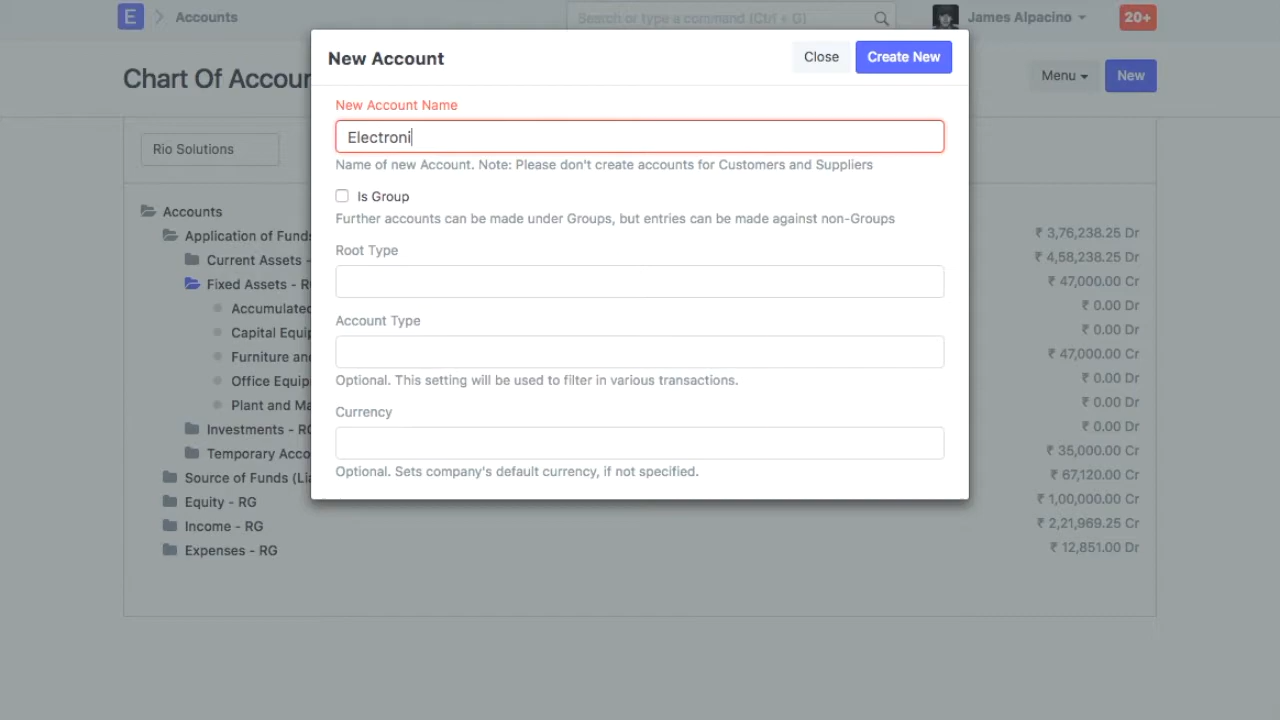 E Accounts Search or type a command (Ctrl + G) James Alpacino 20+
New Account Close Create New
Chart Of Accoun Menu New
New Account Name
Electroni
Rio Solutions
Name of new Account. Note: Please don't create accounts for Customers and Suppliers
Is Group
Further accounts can be made under Groups, but entries can be made against non-Groups
Root Type
Account Type
Optional. This setting will be used to filter in various transactions.
Currency
Optional. Sets company's default currency, if not specified.
Accounts
Application of Funds ₹ 3,76,238.25 Dr
Current Assets - ₹ 4,58,238.25 Dr
Fixed Assets - RG ₹ 47,000.00 Cr
Accumulated ₹ 0.00 Dr
Capital Equip ₹ 0.00 Dr
Furniture and ₹ 47,000.00 Cr
Office Equip ₹ 0.00 Dr
Plant and Ma ₹ 0.00 Dr
Investments - RG ₹ 0.00 Dr
Temporary Acco ₹ 35,000.00 Cr
Source of Funds (Lia ₹ 67,120.00 Cr
Equity - RG ₹ 1,00,000.00 Cr
Income - RG ₹ 2,21,969.25 Cr
Expenses - RG ₹ 12,851.00 Dr